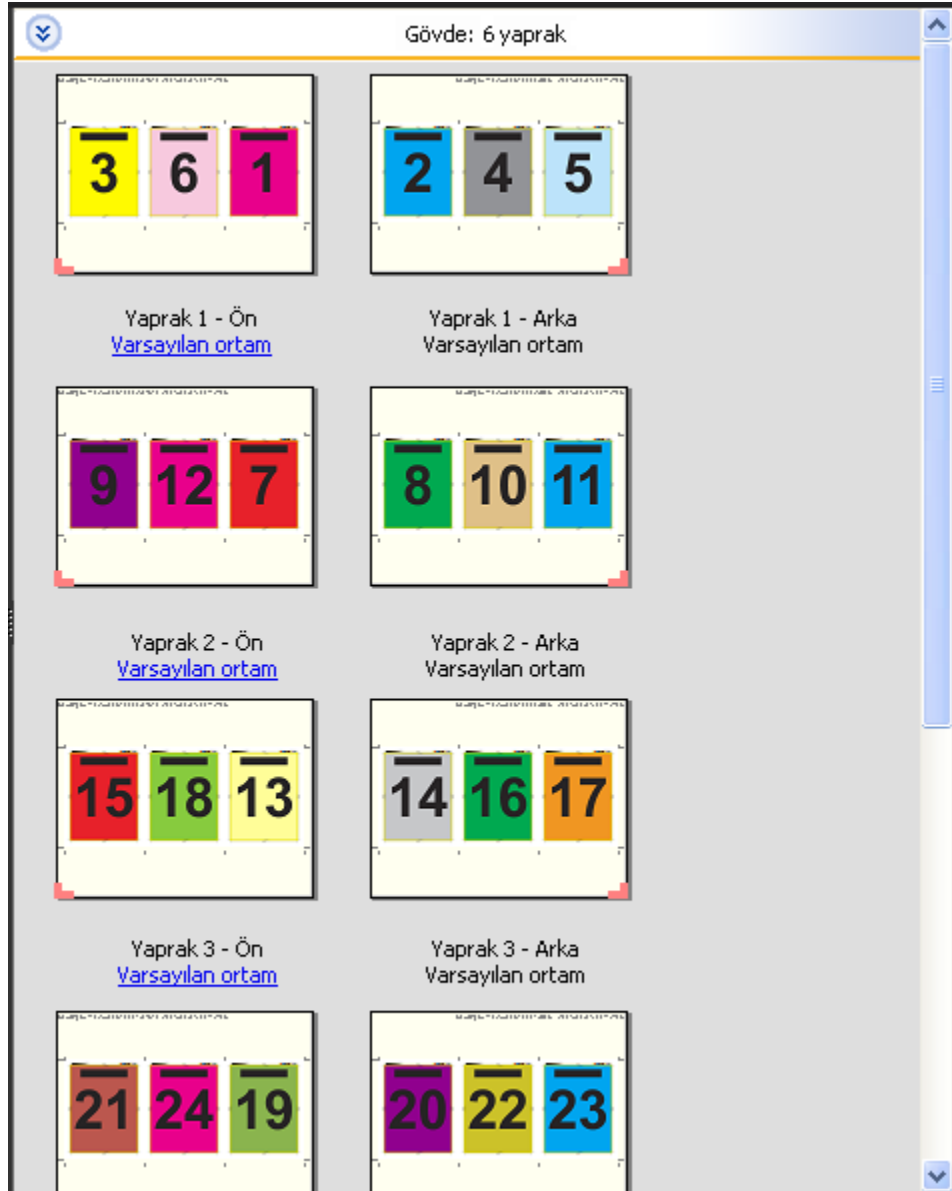 Gövde: 6 yaprak
3 6 1
2 4 5
Yaprak 1 - Ön
Varsayılan ortam
Yaprak 1 - Arka
Varsayılan ortam
9 12 7
8 10 11
Yaprak 2 - Ön
Varsayılan ortam
Yaprak 2 - Arka
Varsayılan ortam
15 18 13
14 16 17
Yaprak 3 - Ön
Varsayılan ortam
Yaprak 3 - Arka
Varsayılan ortam
21 24 19
20 22 23